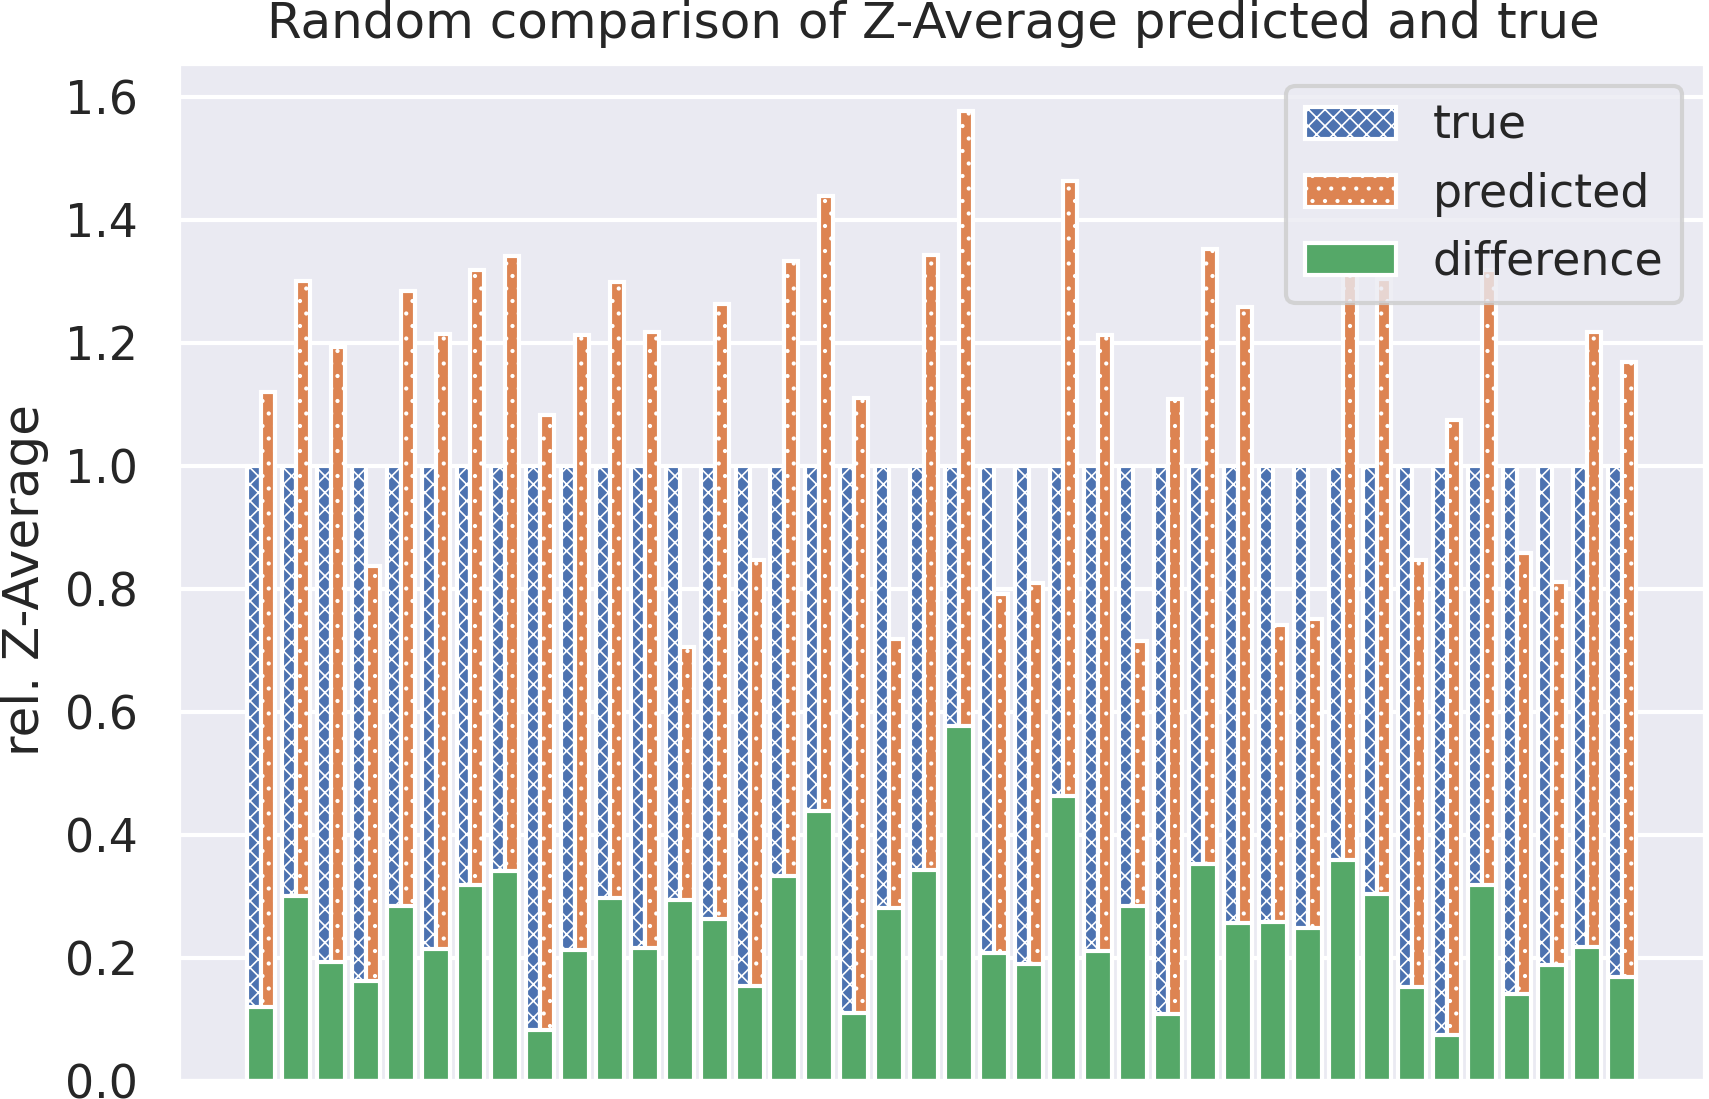 Random comparison of Z-Average predicted and true
rel. Z-Average
1.6
1.4
1.2
1.0
0.8
0.6
0.4
0.2
0.0
true
predicted
difference